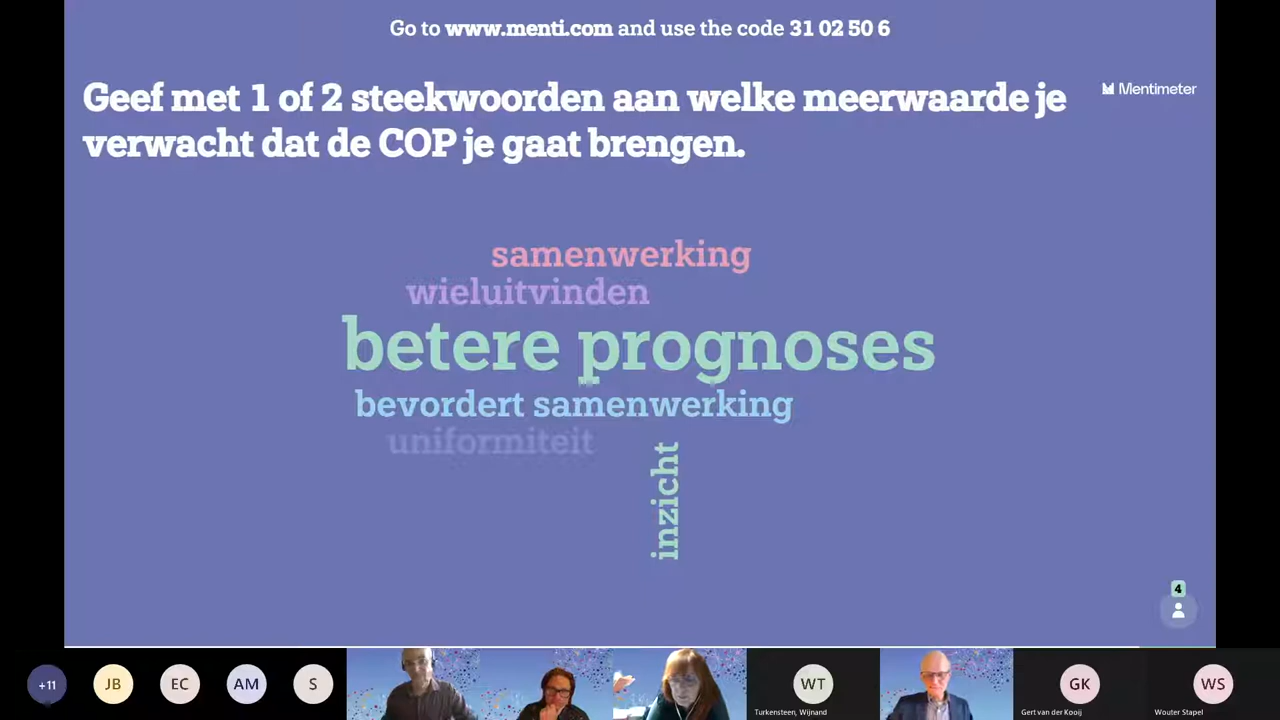 Go to www.menti.com and use the code 31 02 50 6
Geef met 1 of 2 steekwoorden aan welke meerwaarde je
verwacht dat de COP je gaat brengen.
Mentimeter
samenwerking
wieluitvinden
betere prognoses
bevordert samenwerking
uniformiteit
inzicht
4
+11
JB
EC
AM
S
WT
Turkensteen, Wijnand
GK
Gert van der Kooij
WS
Wouter Stapel